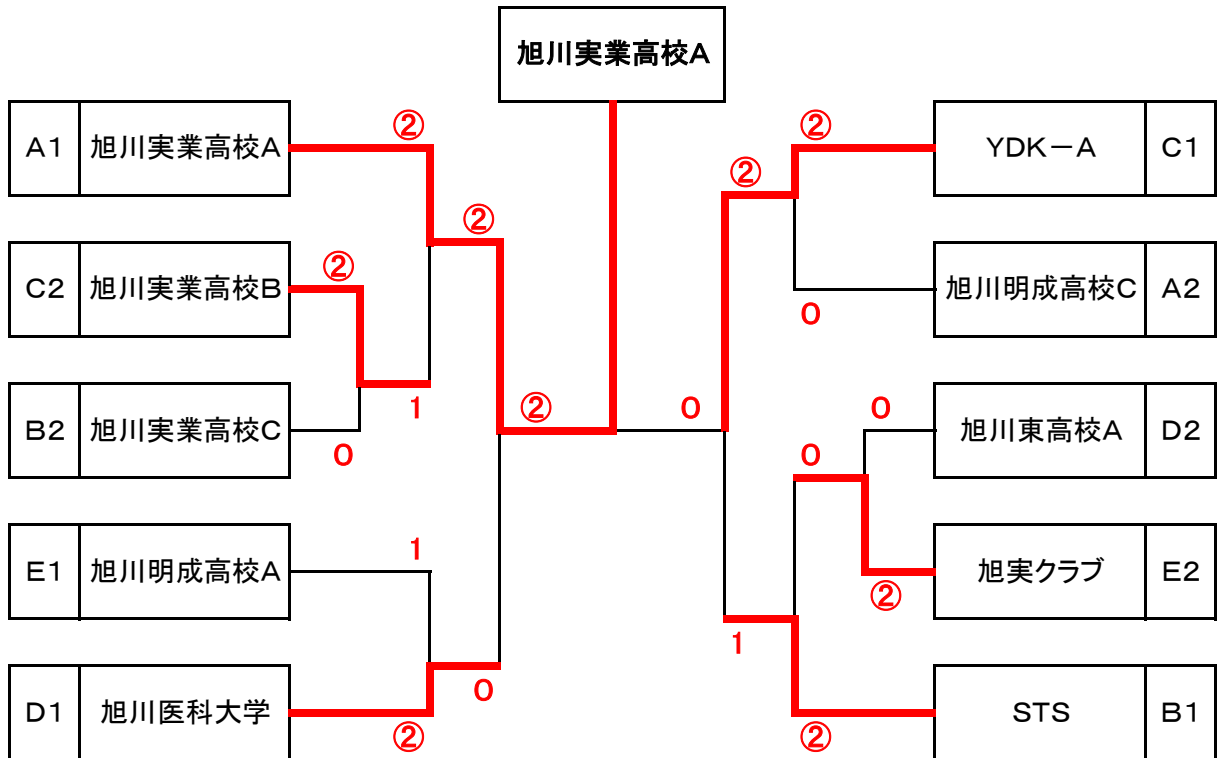 旭川実業高校A
A1 旭川実業高校A
②
②
YDK－A C1
②
②
C2 旭川実業高校B
②
旭川明成高校C A2
0
B2 旭川実業高校C
1
0
②
0
旭川東高校A D2
0
0
E1 旭川明成高校A
1
旭実クラブ E2
②
D1 旭川医科大学
0
②
1
STS B1
②